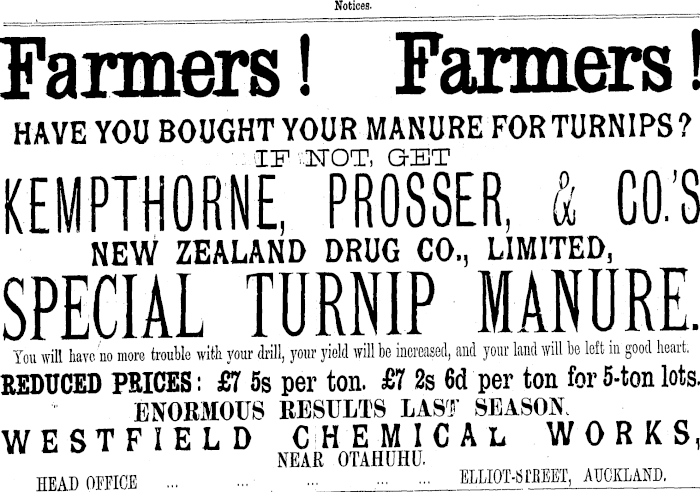 Notices.
Farmers! Farmers!
HAVE YOU BOUGHT YOUR MANURE FOR TURNIPS?
IF NOT, GET
KEMPTHORNE, PROSSER, & CO.'S
NEW ZEALAND DRUG CO., LIMITED,
SPECIAL TURNIP MANURE.
You will have no more trouble with your drill, your yield will be increased, and your land will be left in good heart.
REDUCED PRICES: £7 5s per ton. £7 2s 6d per ton for 5-ton lots.
ENORMOUS RESULTS LAST SEASON.
WESTFIELD CHEMICAL WORKS,
NEAR OTAHUHU.
HEAD OFFICE ... ... ... ... ELLIOT-STREET, AUCKLAND.